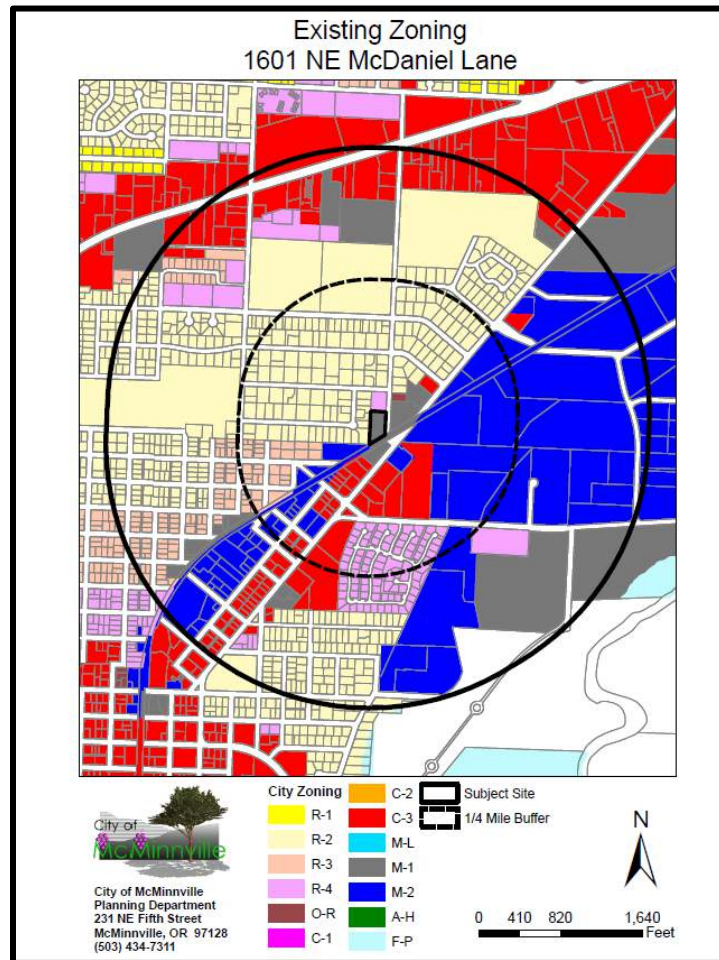 Existing Zoning
1601 NE McDaniel Lane
City of
McMinnville
City of McMinnville
Planning Department
231 NE Fifth Street
McMinnville, OR 97128
(503) 434-7311
City Zoning
R-1
R-2
R-3
R-4
O-R
C-1
C-2
C-3
M-L
M-1
M-2
A-H
F-P
Subject Site
1/4 Mile Buffer
N
0 410 820 1,640
Feet